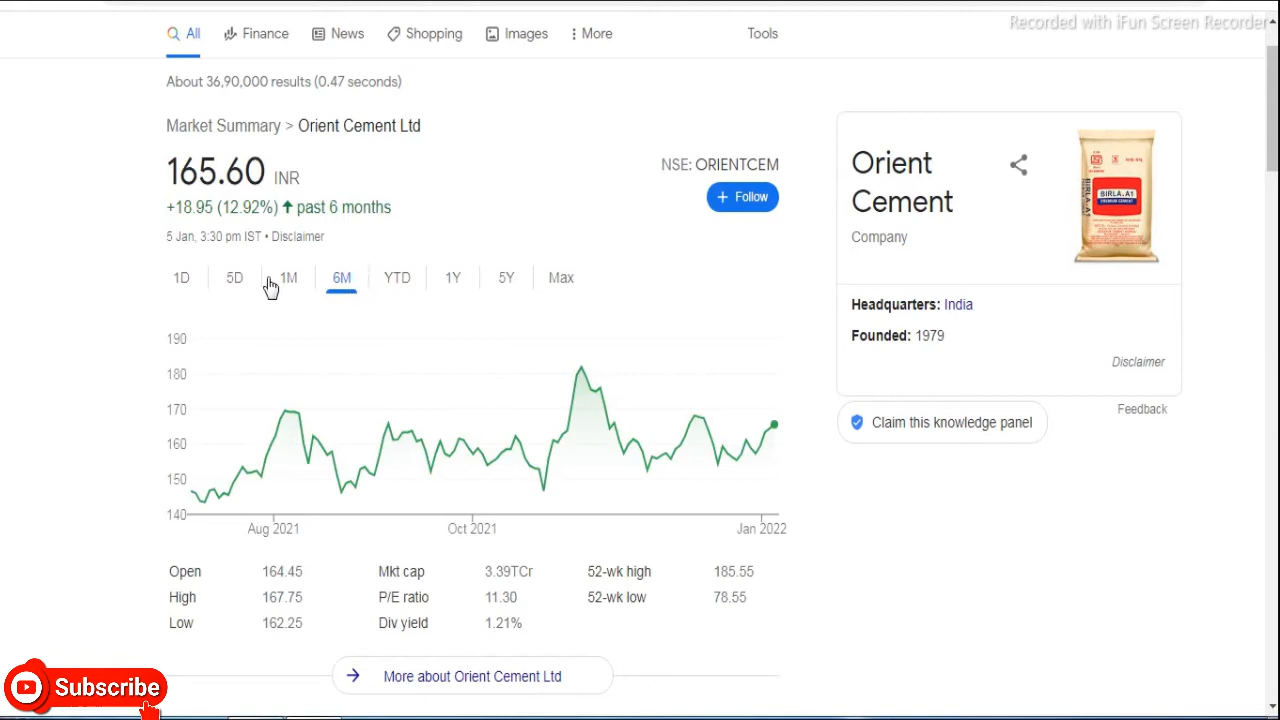 Recorded with iFun Screen Recorder
All Finance News Shopping Images More Tools
About 36,90,000 results (0.47 seconds)
Market Summary > Orient Cement Ltd
165.60 INR
+18.95 (12.92%) past 6 months
5 Jan, 3:30 pm IST • Disclaimer
NSE: ORIENTCEM
+ Follow
1D 5D 1M 6M YTD 1Y 5Y Max
190
180
170
160
150
140
Aug 2021 Oct 2021 Jan 2022
Open 164.45 Mkt cap 3.39TCr 52-wk high 185.55
High 167.75 P/E ratio 11.30 52-wk low 78.55
Low 162.25 Div yield 1.21%
More about Orient Cement Ltd
Orient
Cement
Company
BIRLA.A1
Headquarters: India
Founded: 1979
Disclaimer
Feedback
Claim this knowledge panel
Subscribe